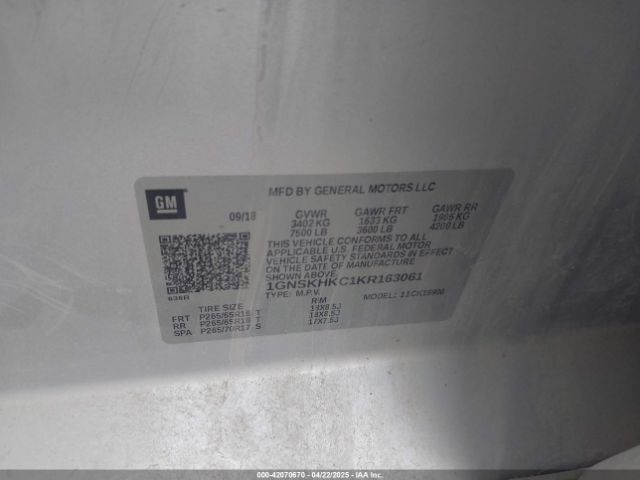 GM
MFD BY GENERAL MOTORS LLC
09/18 GVWR GAWR FRT GAWR RR
3402 KG 1633 KG 1905 KG
7500 LB 3600 LB 4200 LB
THIS VEHICLE CONFORMS TO ALL
APPLICABLE U.S. FEDERAL MOTOR
VEHICLE SAFETY STANDARDS IN EFFECT
ON THE DATE OF MANUFACTURE
SHOWN ABOVE.
1GNSKHKC1KR163061
TYPE: M.P.V. MODEL:
TIRE SIZE RIM
FRT P265/65R18 T 18X8.5J
RR P265/65R18 T 18X8.5J
SPA P265/70R17 S 17X7.5J
000-42070670 - 04/22/2025 - IAAI.COM